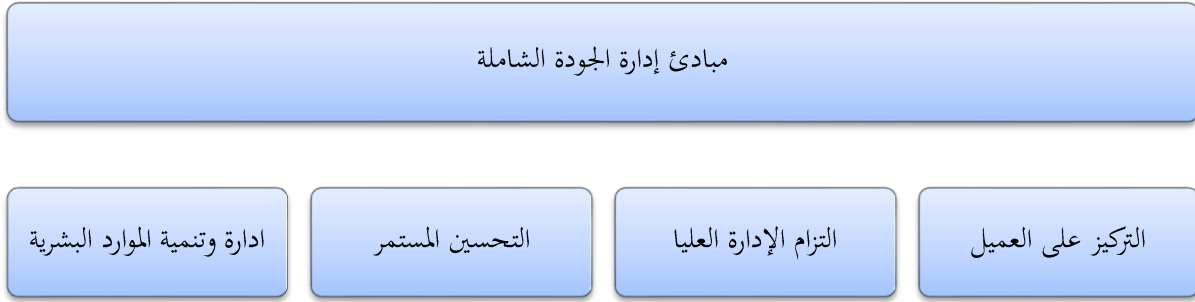 مبادئ إدارة الجودة الشاملة
التركيز على العميل
التزام الإدارة العليا
التحسين المستمر
ادارة وتنمية الموارد البشرية